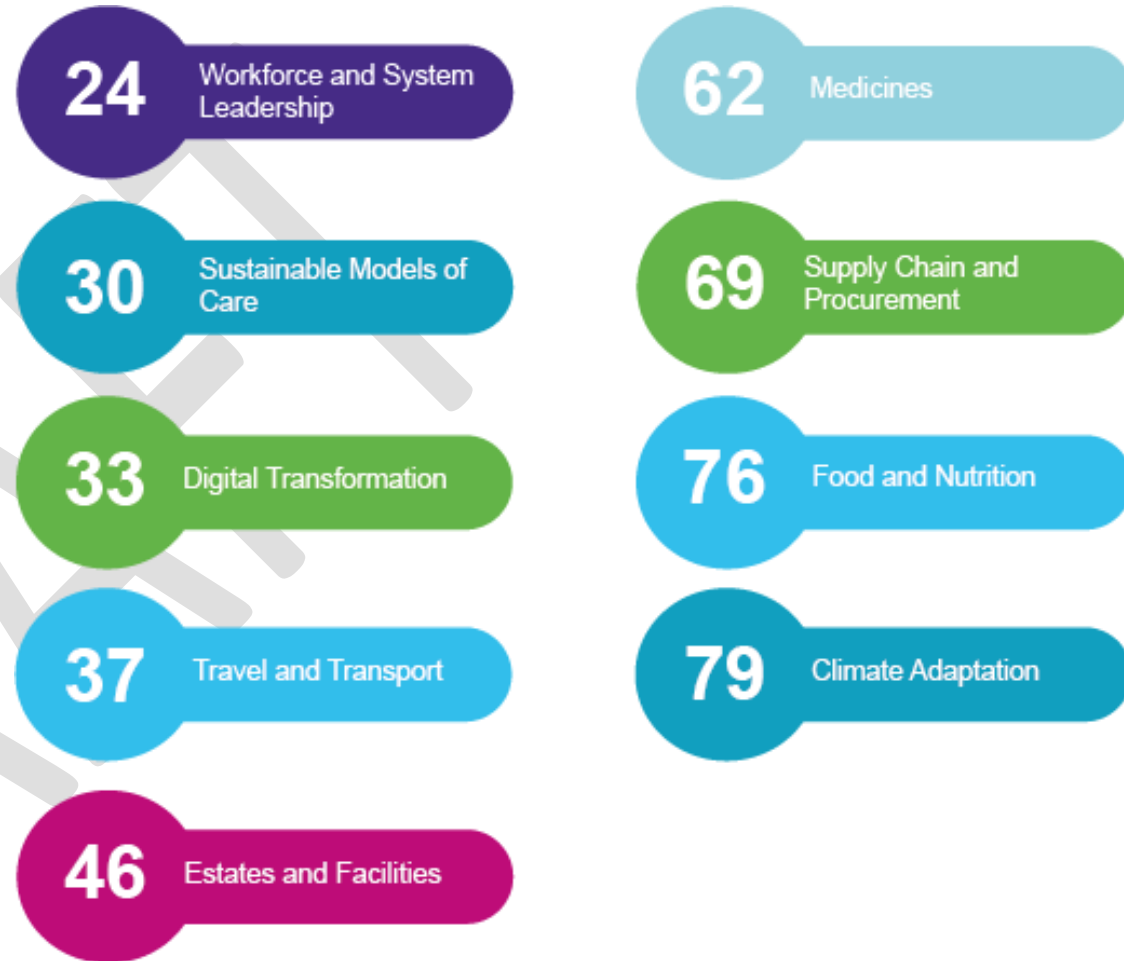 24
Workforce and System
Leadership
30
Sustainable Models of
Care
33
Digital Transformation
37
Travel and Transport
46
Estates and Facilities
62
Medicines
69
Supply Chain and
Procurement
76
Food and Nutrition
79
Climate Adaptation